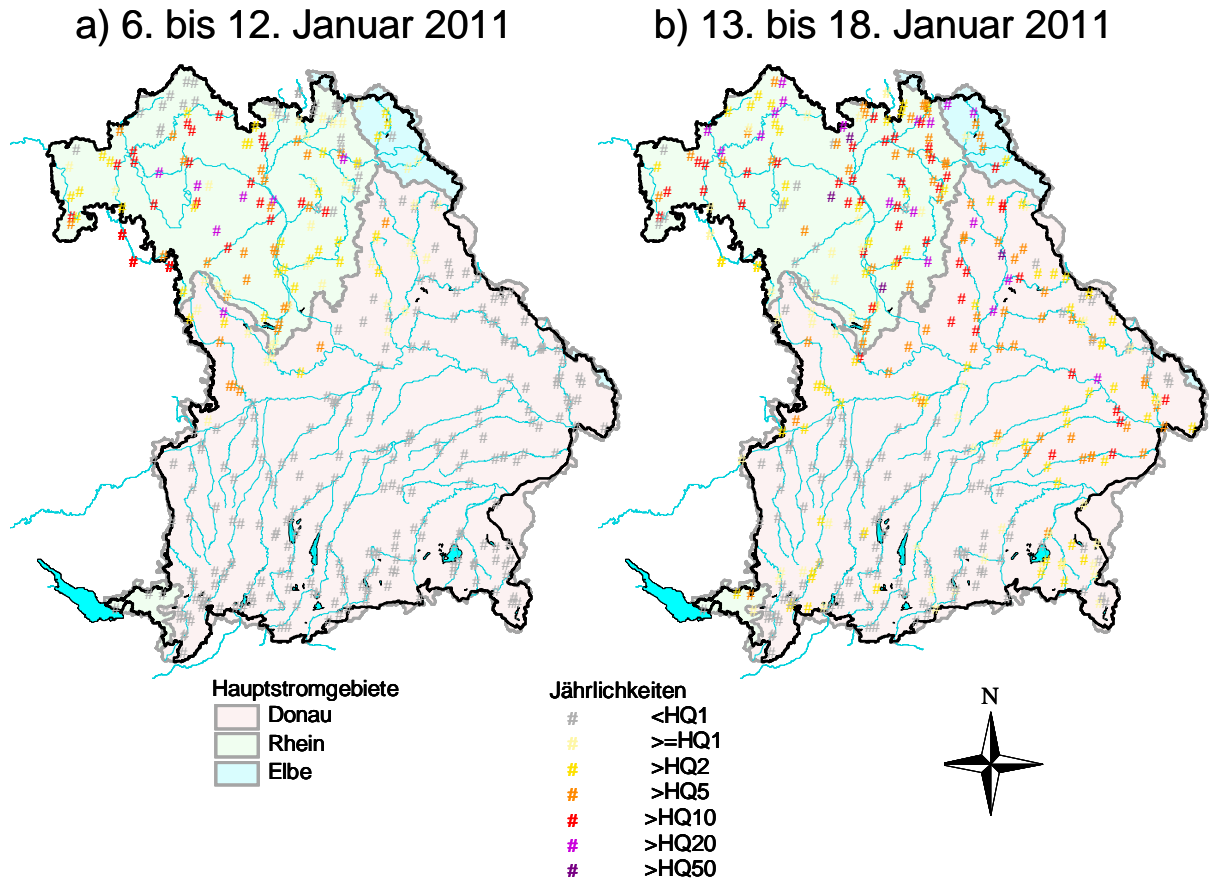 a) 6. bis 12. Januar 2011
b) 13. bis 18. Januar 2011
Hauptstromgebiete
Donau
Rhein
Elbe
Jährlichkeiten
# <HQ1
# >=HQ1
# >HQ2
# >HQ5
# >HQ10
# >HQ20
# >HQ50
N